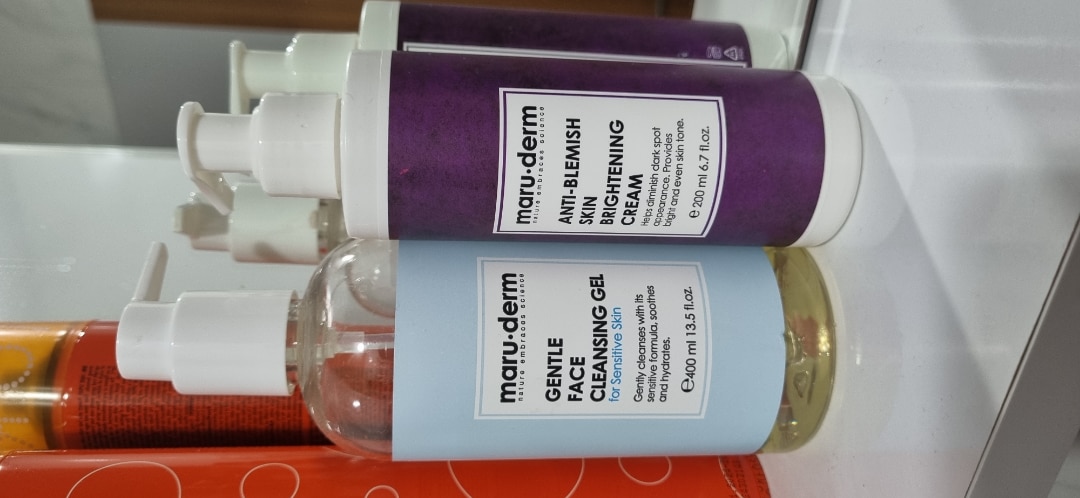 maru·derm
nature embraces science
ANTI-BLEMISH
SKIN
BRIGHTENING
CREAM
Helps diminish dark spot
appearance. Provides
bright and even skin tone.
℮ 200 ml 6.7 fl.oz.
maru·derm
nature embraces science
GENTLE
FACE
CLEANSING GEL
for Sensitive Skin
Gently cleanses with its
sensitive formula, soothes
and hydrates.
℮400 ml 13.5 fl.oz.